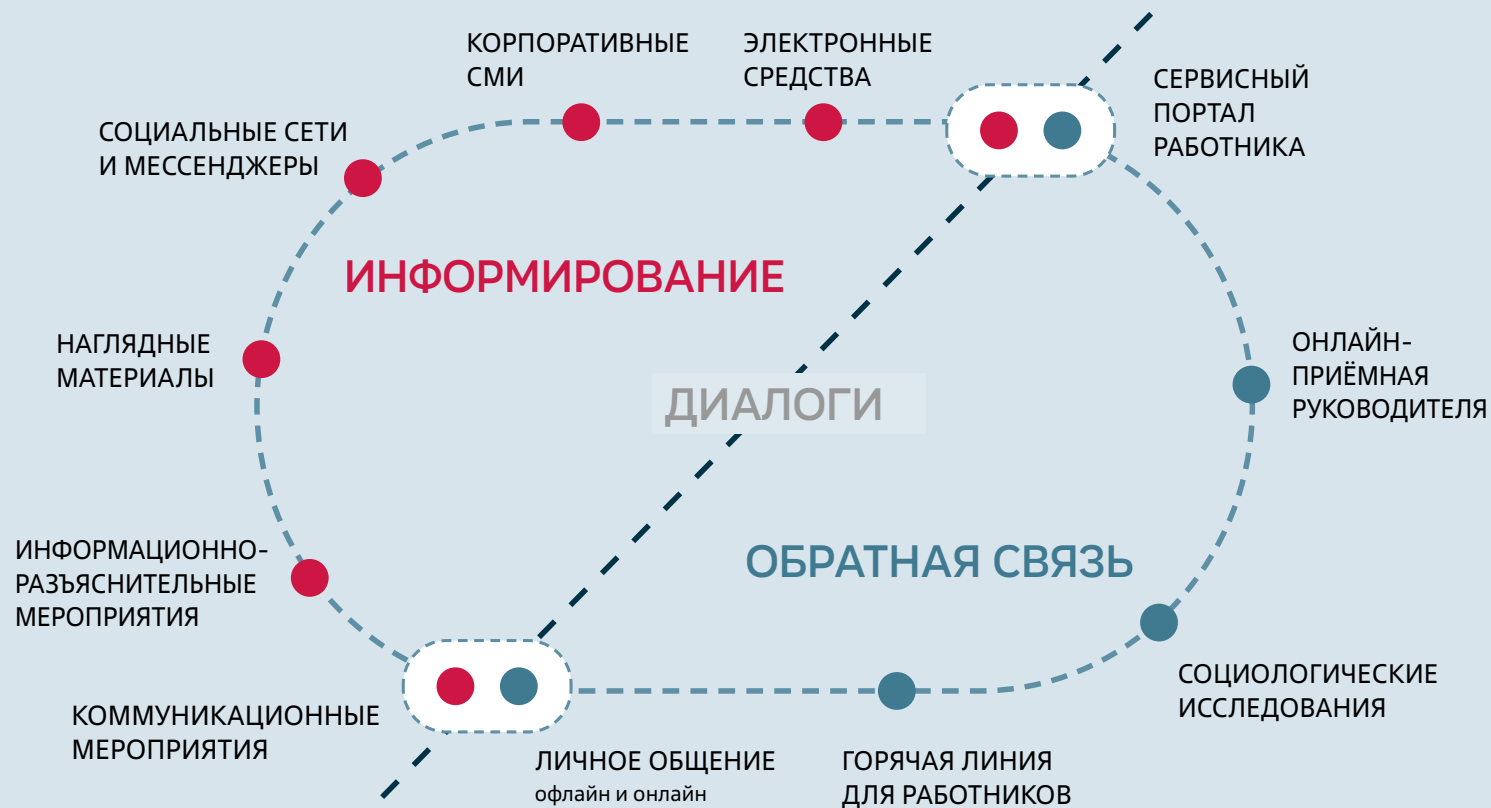 КОРПОРАТИВНЫЕ
СМИ
ЭЛЕКТРОННЫЕ
СРЕДСТВА
СЕРВИСНЫЙ
ПОРТАЛ
РАБОТНИКА
СОЦИАЛЬНЫЕ СЕТИ
И МЕССЕНДЖЕРЫ
ИНФОРМИРОВАНИЕ
НАГЛЯДНЫЕ
МАТЕРИАЛЫ
ОНЛАЙН-
ПРИЁМНАЯ
РУКОВОДИТЕЛЯ
ДИАЛОГИ
ИНФОРМАЦИОННО-
РАЗЪЯСНИТЕЛЬНЫЕ
МЕРОПРИЯТИЯ
ОБРАТНАЯ СВЯЗЬ
СОЦИОЛОГИЧЕСКИЕ
ИССЛЕДОВАНИЯ
КОММУНИКАЦИОННЫЕ
МЕРОПРИЯТИЯ
ЛИЧНОЕ ОБЩЕНИЕ
офлайн и онлайн
ГОРЯЧАЯ ЛИНИЯ
ДЛЯ РАБОТНИКОВ